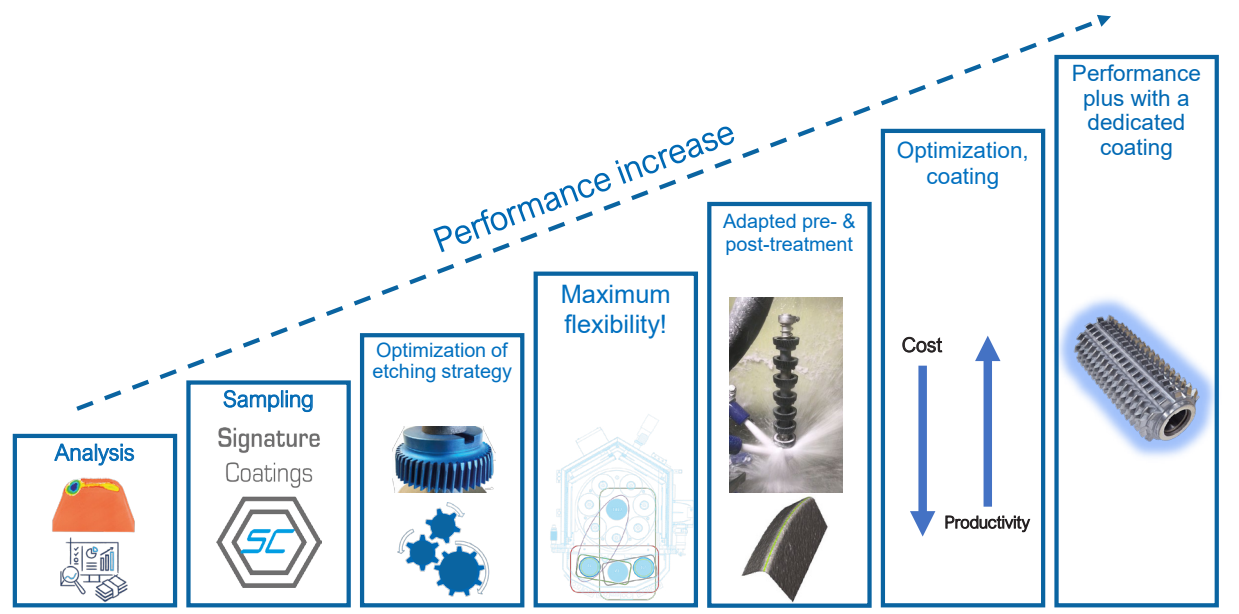 Performance increase
Analysis
Sampling
Signature
Coatings
SC
Optimization of
etching strategy
Maximum
flexibility!
Adapted pre- &
post-treatment
Optimization,
coating
Cost
Productivity
Performance
plus with a
dedicated
coating